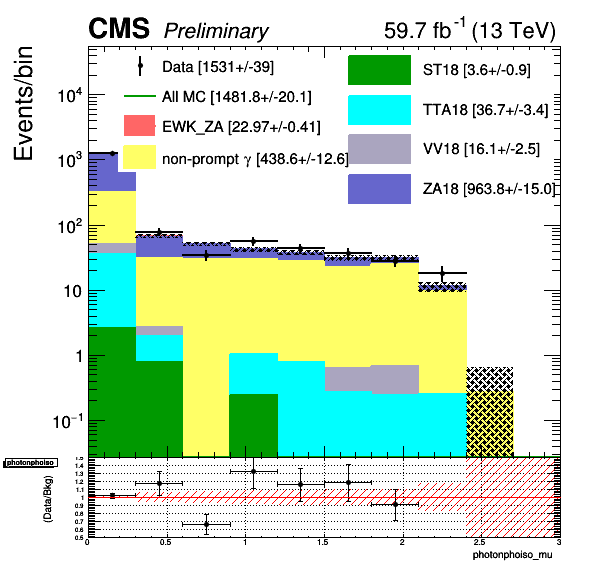 CMS Preliminary 59.7 fb⁻¹ (13 TeV)
Events/bin
Data [1531+/-39]
All MC [1481.8+/-20.1]
EWK_ZA [22.97+/-0.41]
non-prompt γ [438.6+/-12.6]
ST18 [3.6+/-0.9]
TTA18 [36.7+/-3.4]
VV18 [16.1+/-2.5]
ZA18 [963.8+/-15.0]
10⁴
10³
10²
10
1
10⁻¹
photonphoiso
(Data/Bkg)
1.5
1.4
1.3
1.2
1.1
1
0.9
0.8
0.7
0.6
0.5
0 0.5 1 1.5 2 2.5 3
photonphoiso_mu